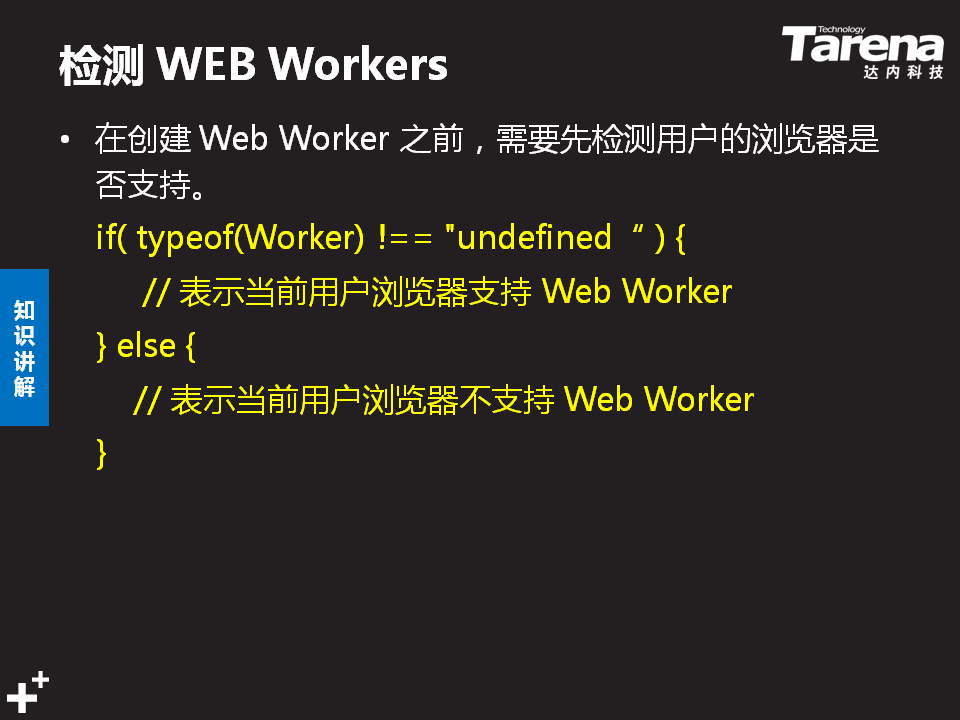 检测 WEB Workers
Technology
Tarena
达内科技
• 在创建 Web Worker 之前，需要先检测用户的浏览器是
否支持。
if( typeof(Worker) !== "undefined “ ) {
// 表示当前用户浏览器支持 Web Worker
} else {
// 表示当前用户浏览器不支持 Web Worker
}
知
识
讲
解